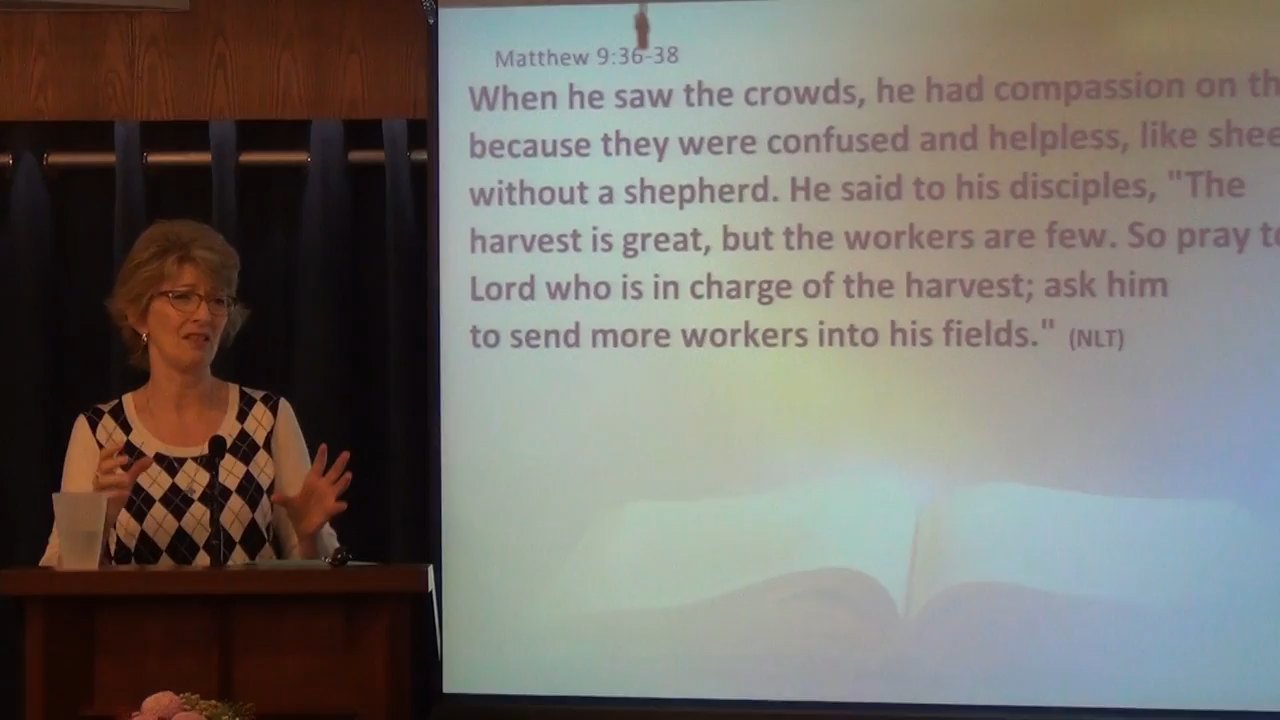 Matthew 9:36-38
When he saw the crowds, he had compassion on th
because they were confused and helpless, like shee
without a shepherd. He said to his disciples, "The
harvest is great, but the workers are few. So pray t
Lord who is in charge of the harvest; ask him
to send more workers into his fields." (NLT)